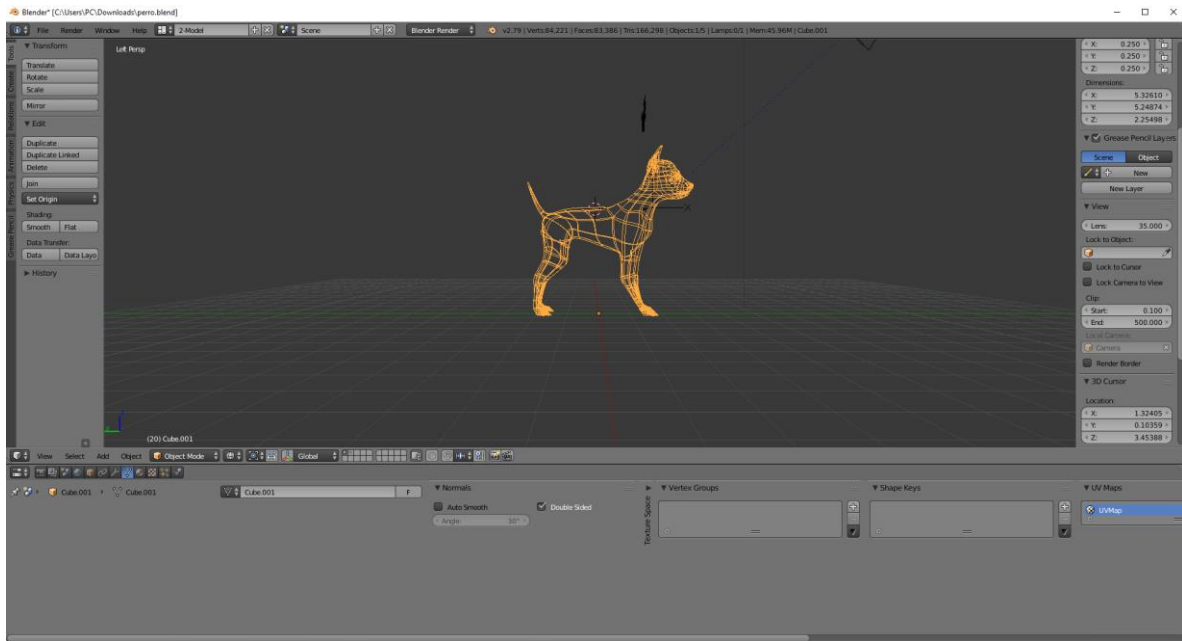 Blender* [C:\Users\PC\Downloads\perro.blend]
File Render Window Help 2-Model Scene Blender Render v2.79 | Verts:84,221 | Faces:83,386 | Tris:166,298 | Objects:1/5 | Lamps:0/1 | Mem:45.96M | Cube.001
Tools
Create
Relations
Animation
Physics
Grease Pencil
Transform
Translate
Rotate
Scale
Mirror
Edit
Duplicate
Duplicate Linked
Delete
Join
Set Origin
Shading:
Smooth Flat
Data Transfer:
Data Data Layo
History
Left Persp
(20) Cube.001
X: 0.250
Y: 0.250
Z: 0.250
Dimensions:
X: 5.32610
Y: 5.24874
Z: 2.25498
Grease Pencil Layers
Scene Object
New
New Layer
View
Lens: 35.000
Lock to Object:
Lock to Cursor
Lock Camera to View
Clip:
Start: 0.100
End: 500.000
Local Camera:
Camera
Render Border
3D Cursor
Location:
X: 1.32405
Y: 0.10359
Z: 3.45388
View Select Add Object Object Mode Global
Cube.001 Cube.001
Cube.001 F
Normals
Auto Smooth Double Sided
Angle: 30°
Texture Space
Vertex Groups
Shape Keys
UV Maps
UVMap